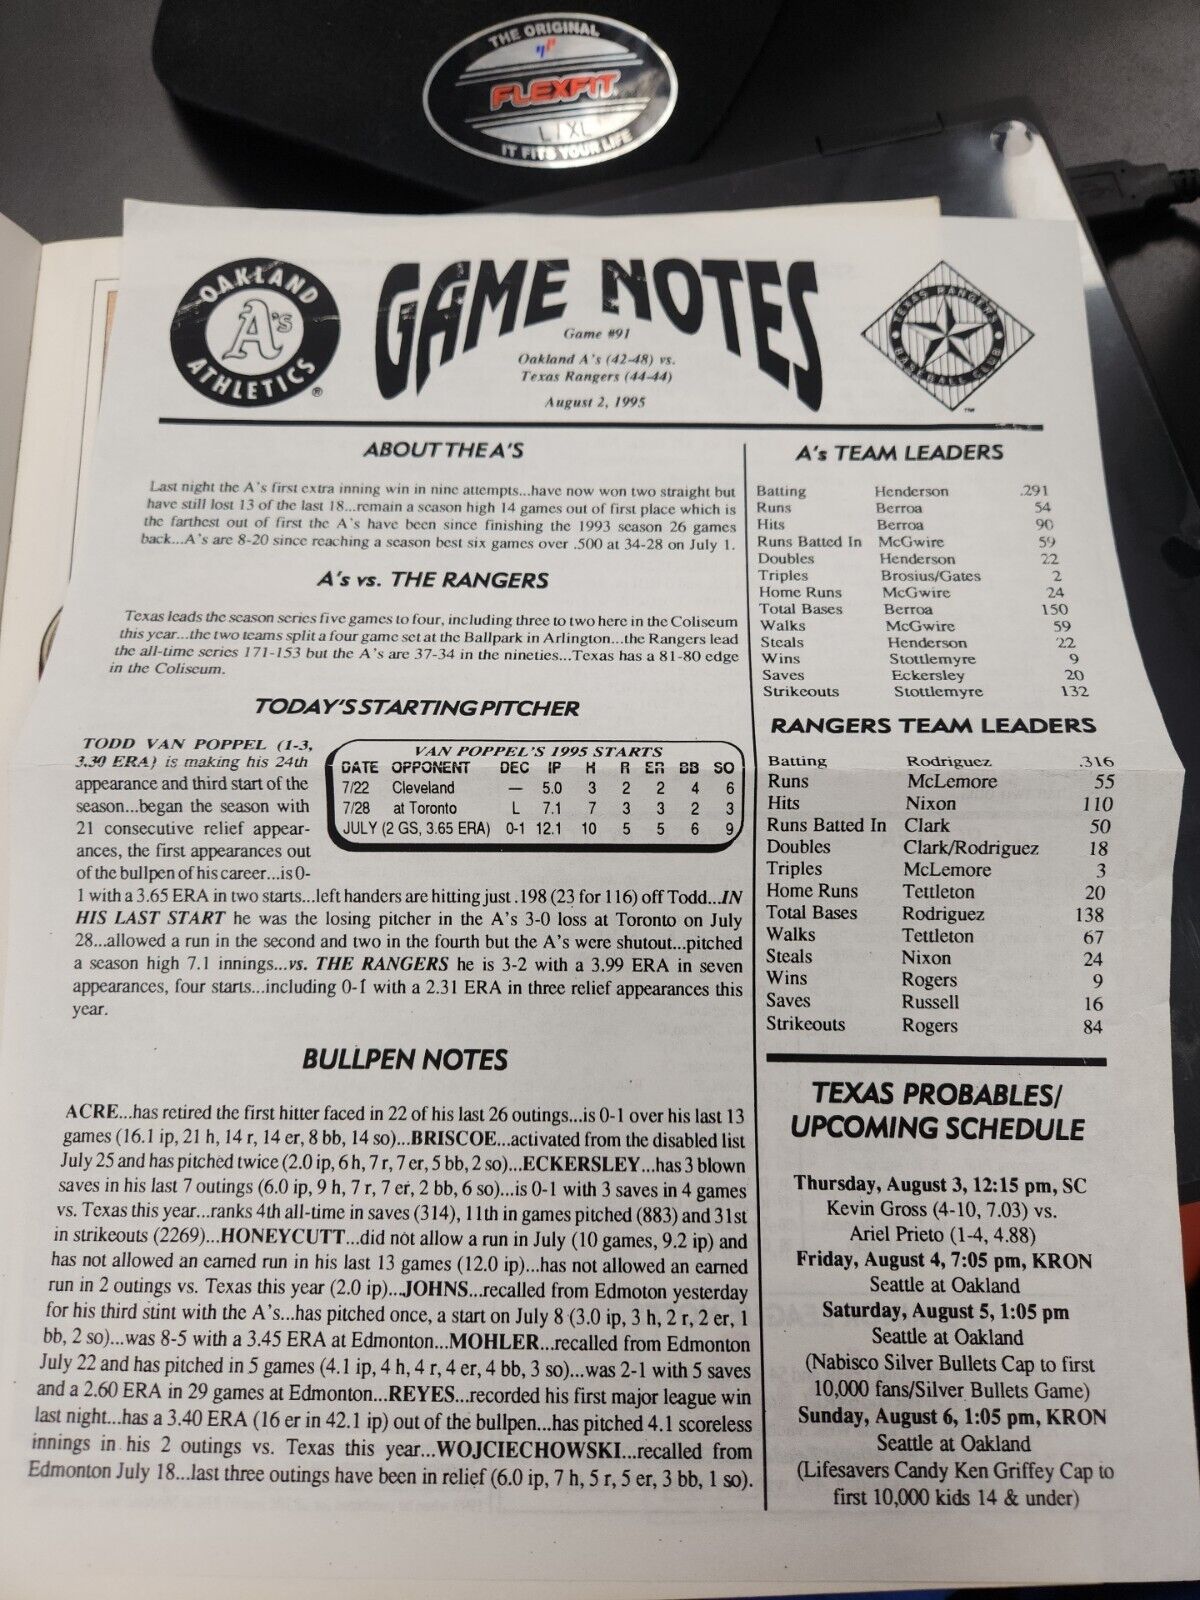 THE ORIGINAL
FLEXFIT
L / XL
IT FITS YOUR LIFE
OAKLAND
A's
ATHLETICS
®
GAME NOTES
Game #91
Oakland A's (42-48) vs.
Texas Rangers (44-44)
August 2, 1995
TEXAS RANGERS
BASEBALL CLUB
TM
ABOUT THE A'S
Last night the A's first extra inning win in nine attempts...have now won two straight but
have still lost 13 of the last 18...remain a season high 14 games out of first place which is
the farthest out of first the A's have been since finishing the 1993 season 26 games
back...A's are 8-20 since reaching a season best six games over .500 at 34-28 on July 1.
A's vs. THE RANGERS
Texas leads the season series five games to four, including three to two here in the Coliseum
this year...the two teams split a four game set at the Ballpark in Arlington...the Rangers lead
the all-time series 171-153 but the A's are 37-34 in the nineties...Texas has a 81-80 edge
in the Coliseum.
TODAY'S STARTING PITCHER
TODD VAN POPPEL (1-3,
3.30 ERA) is making his 24th
appearance and third start of the
season...began the season with
21 consecutive relief appear-
ances, the first appearances out
of the bullpen of his career...is 0-
1 with a 3.65 ERA in two starts...left handers are hitting just .198 (23 for 116) off Todd...IN
HIS LAST START he was the losing pitcher in the A's 3-0 loss at Toronto on July
28...allowed a run in the second and two in the fourth but the A's were shutout...pitched
a season high 7.1 innings...vs. THE RANGERS he is 3-2 with a 3.99 ERA in seven
appearances, four starts...including 0-1 with a 2.31 ERA in three relief appearances this
year.
VAN POPPEL'S 1995 STARTS
DATE OPPONENT DEC IP H R ER BB SO
7/22 Cleveland — 5.0 3 2 2 4 6
7/28 at Toronto L 7.1 7 3 3 2 3
JULY (2 GS, 3.65 ERA) 0-1 12.1 10 5 5 6 9
BULLPEN NOTES
ACRE...has retired the first hitter faced in 22 of his last 26 outings...is 0-1 over his last 13
games (16.1 ip, 21 h, 14 r, 14 er, 8 bb, 14 so)...BRISCOE...activated from the disabled list
July 25 and has pitched twice (2.0 ip, 6 h, 7 r, 7 er, 5 bb, 2 so)...ECKERSLEY...has 3 blown
saves in his last 7 outings (6.0 ip, 9 h, 7 r, 7 er, 2 bb, 6 so)...is 0-1 with 3 saves in 4 games
vs. Texas this year...ranks 4th all-time in saves (314), 11th in games pitched (883) and 31st
in strikeouts (2269)...HONEYCUTT...did not allow a run in July (10 games, 9.2 ip) and
has not allowed an earned run in his last 13 games (12.0 ip)...has not allowed an earned
run in 2 outings vs. Texas this year (2.0 ip)...JOHNS...recalled from Edmoton yesterday
for his third stint with the A's...has pitched once, a start on July 8 (3.0 ip, 3 h, 2 r, 2 er, 1
bb, 2 so)...was 8-5 with a 3.45 ERA at Edmonton...MOHLER...recalled from Edmonton
July 22 and has pitched in 5 games (4.1 ip, 4 h, 4 r, 4 er, 4 bb, 3 so)...was 2-1 with 5 saves
and a 2.60 ERA in 29 games at Edmonton...REYES...recorded his first major league win
last night...has a 3.40 ERA (16 er in 42.1 ip) out of the bullpen...has pitched 4.1 scoreless
innings in his 2 outings vs. Texas this year...WOJCIECHOWSKI...recalled from
Edmonton July 18...last three outings have been in relief (6.0 ip, 7 h, 5 r, 5 er, 3 bb, 1 so).
A's TEAM LEADERS
Batting Henderson .291
Runs Berroa 54
Hits Berroa 90
Runs Batted In McGwire 59
Doubles Henderson 22
Triples Brosius/Gates 2
Home Runs McGwire 24
Total Bases Berroa 150
Walks McGwire 59
Steals Henderson 22
Wins Stottlemyre 9
Saves Eckersley 20
Strikeouts Stottlemyre 132
RANGERS TEAM LEADERS
Batting Rodriguez .316
Runs McLemore 55
Hits Nixon 110
Runs Batted In Clark 50
Doubles Clark/Rodriguez 18
Triples McLemore 3
Home Runs Tettleton 20
Total Bases Rodriguez 138
Walks Tettleton 67
Steals Nixon 24
Wins Rogers 9
Saves Russell 16
Strikeouts Rogers 84
TEXAS PROBABLES/
UPCOMING SCHEDULE
Thursday, August 3, 12:15 pm, SC
Kevin Gross (4-10, 7.03) vs.
Ariel Prieto (1-4, 4.88)
Friday, August 4, 7:05 pm, KRON
Seattle at Oakland
Saturday, August 5, 1:05 pm
Seattle at Oakland
(Nabisco Silver Bullets Cap to first
10,000 fans/Silver Bullets Game)
Sunday, August 6, 1:05 pm, KRON
Seattle at Oakland
(Lifesavers Candy Ken Griffey Cap to
first 10,000 kids 14 & under)